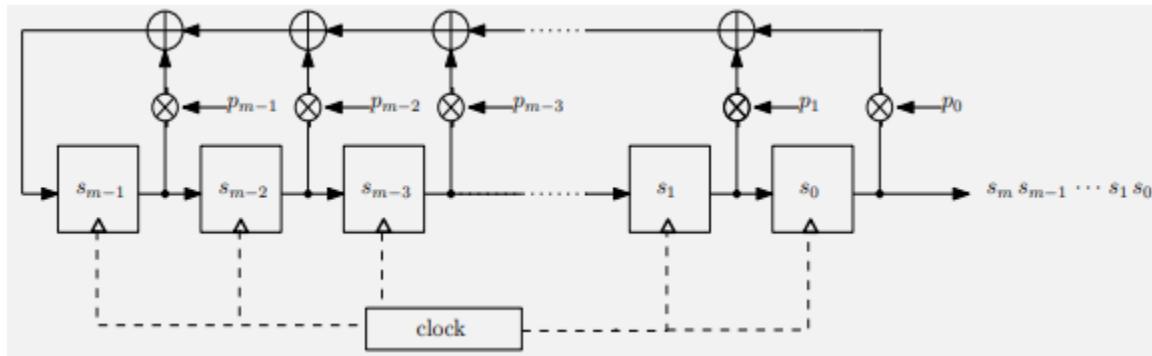 p_{m−1} p_{m−2} p_{m−3} p_1 p_0
s_{m−1} s_{m−2} s_{m−3} s_1 s_0 s_m s_{m−1} ⋯ s_1 s_0
clock